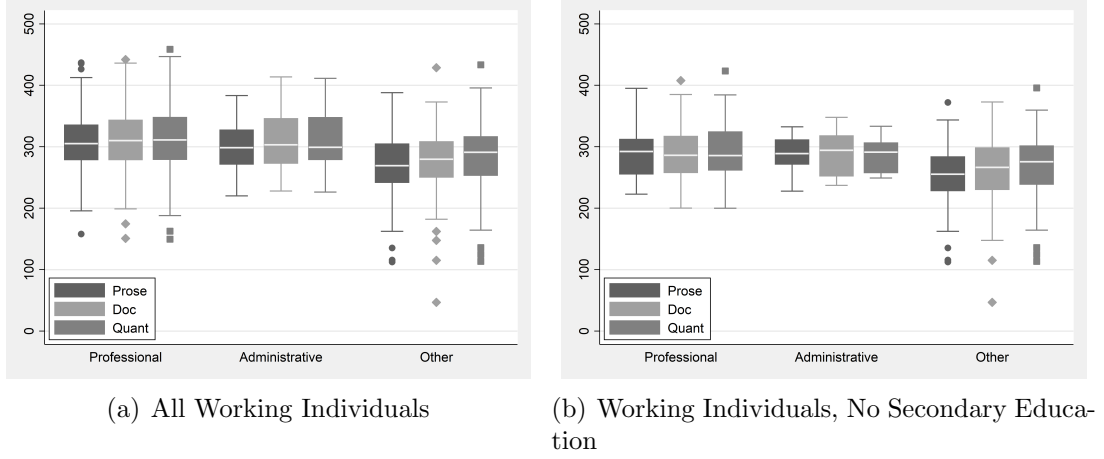 500
400
300
200
100
0
Prose
Doc
Quant
Professional Administrative Other
(a) All Working Individuals
500
400
300
200
100
0
Prose
Doc
Quant
Professional Administrative Other
(b) Working Individuals, No Secondary Educa-
tion